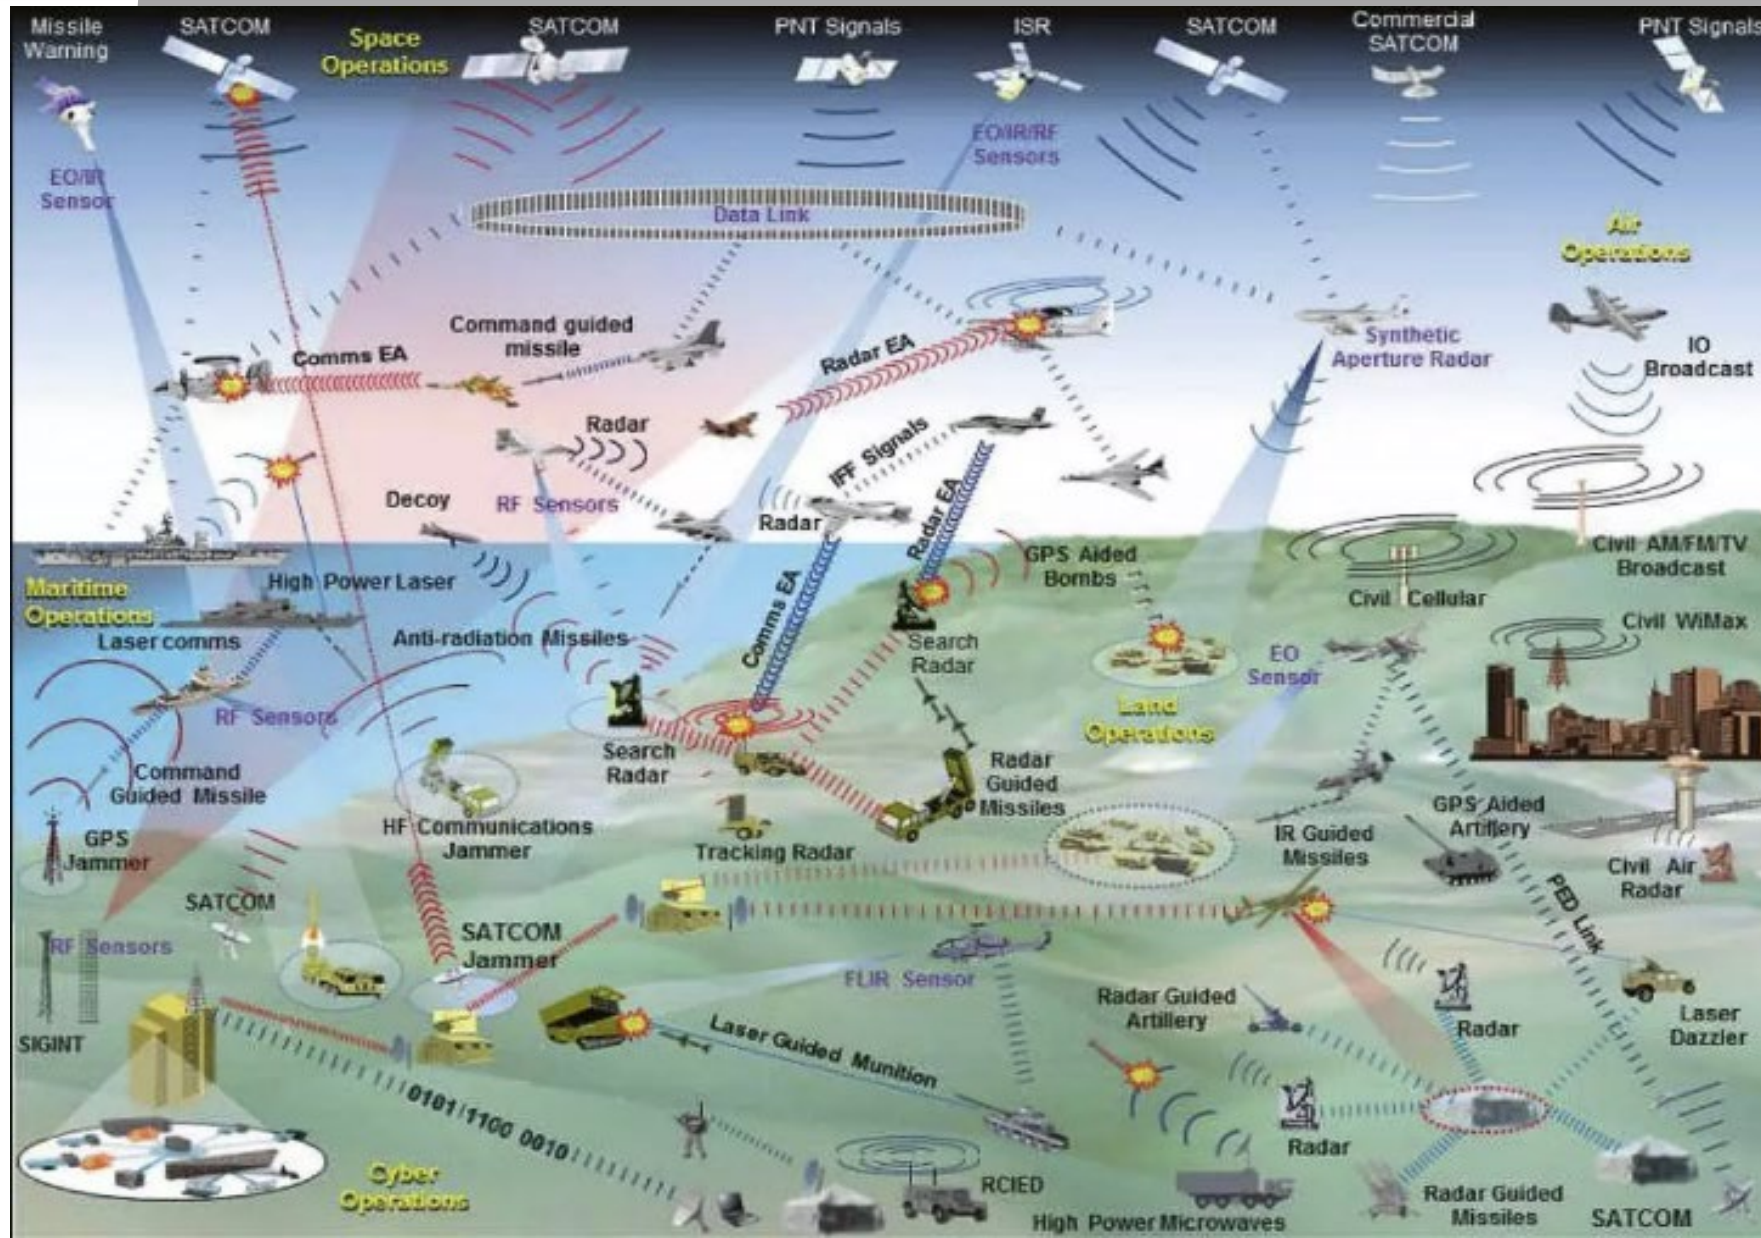 Missile
Warning
SATCOM
Space
Operations
SATCOM
PNT Signals
ISR
SATCOM
Commercial
SATCOM
PNT Signals
EO/IR
Sensor
EO/IR/RF
Sensors
Data Link
Air
Operations
Comms EA
Command guided
missile
Radar EA
Synthetic
Aperture Radar
IO
Broadcast
Radar
IFF Signals
Decoy
RF Sensors
Radar
Radar EA
GPS Aided
Bombs
Civil AM/FM/TV
Broadcast
Maritime
Operations
High Power Laser
Civil Cellular
Civil WiMax
Laser comms
Anti-radiation Missiles
Comms EA
Search
Radar
EO
Sensor
RF Sensors
Land
Operations
Search
Radar
Command
Guided Missile
Radar
Guided
Missiles
GPS
Jammer
HF Communications
Jammer
Tracking Radar
IR Guided
Missiles
GPS Aided
Artillery
Civil Air
Radar
SATCOM
SATCOM
Jammer
PED Link
RF Sensors
FLIR Sensor
Radar Guided
Artillery
Radar
Laser
Dazzler
SIGINT
Laser Guided Munition
0101/1100 0010
Radar
Cyber
Operations
RCIED
High Power Microwaves
Radar Guided
Missiles
SATCOM